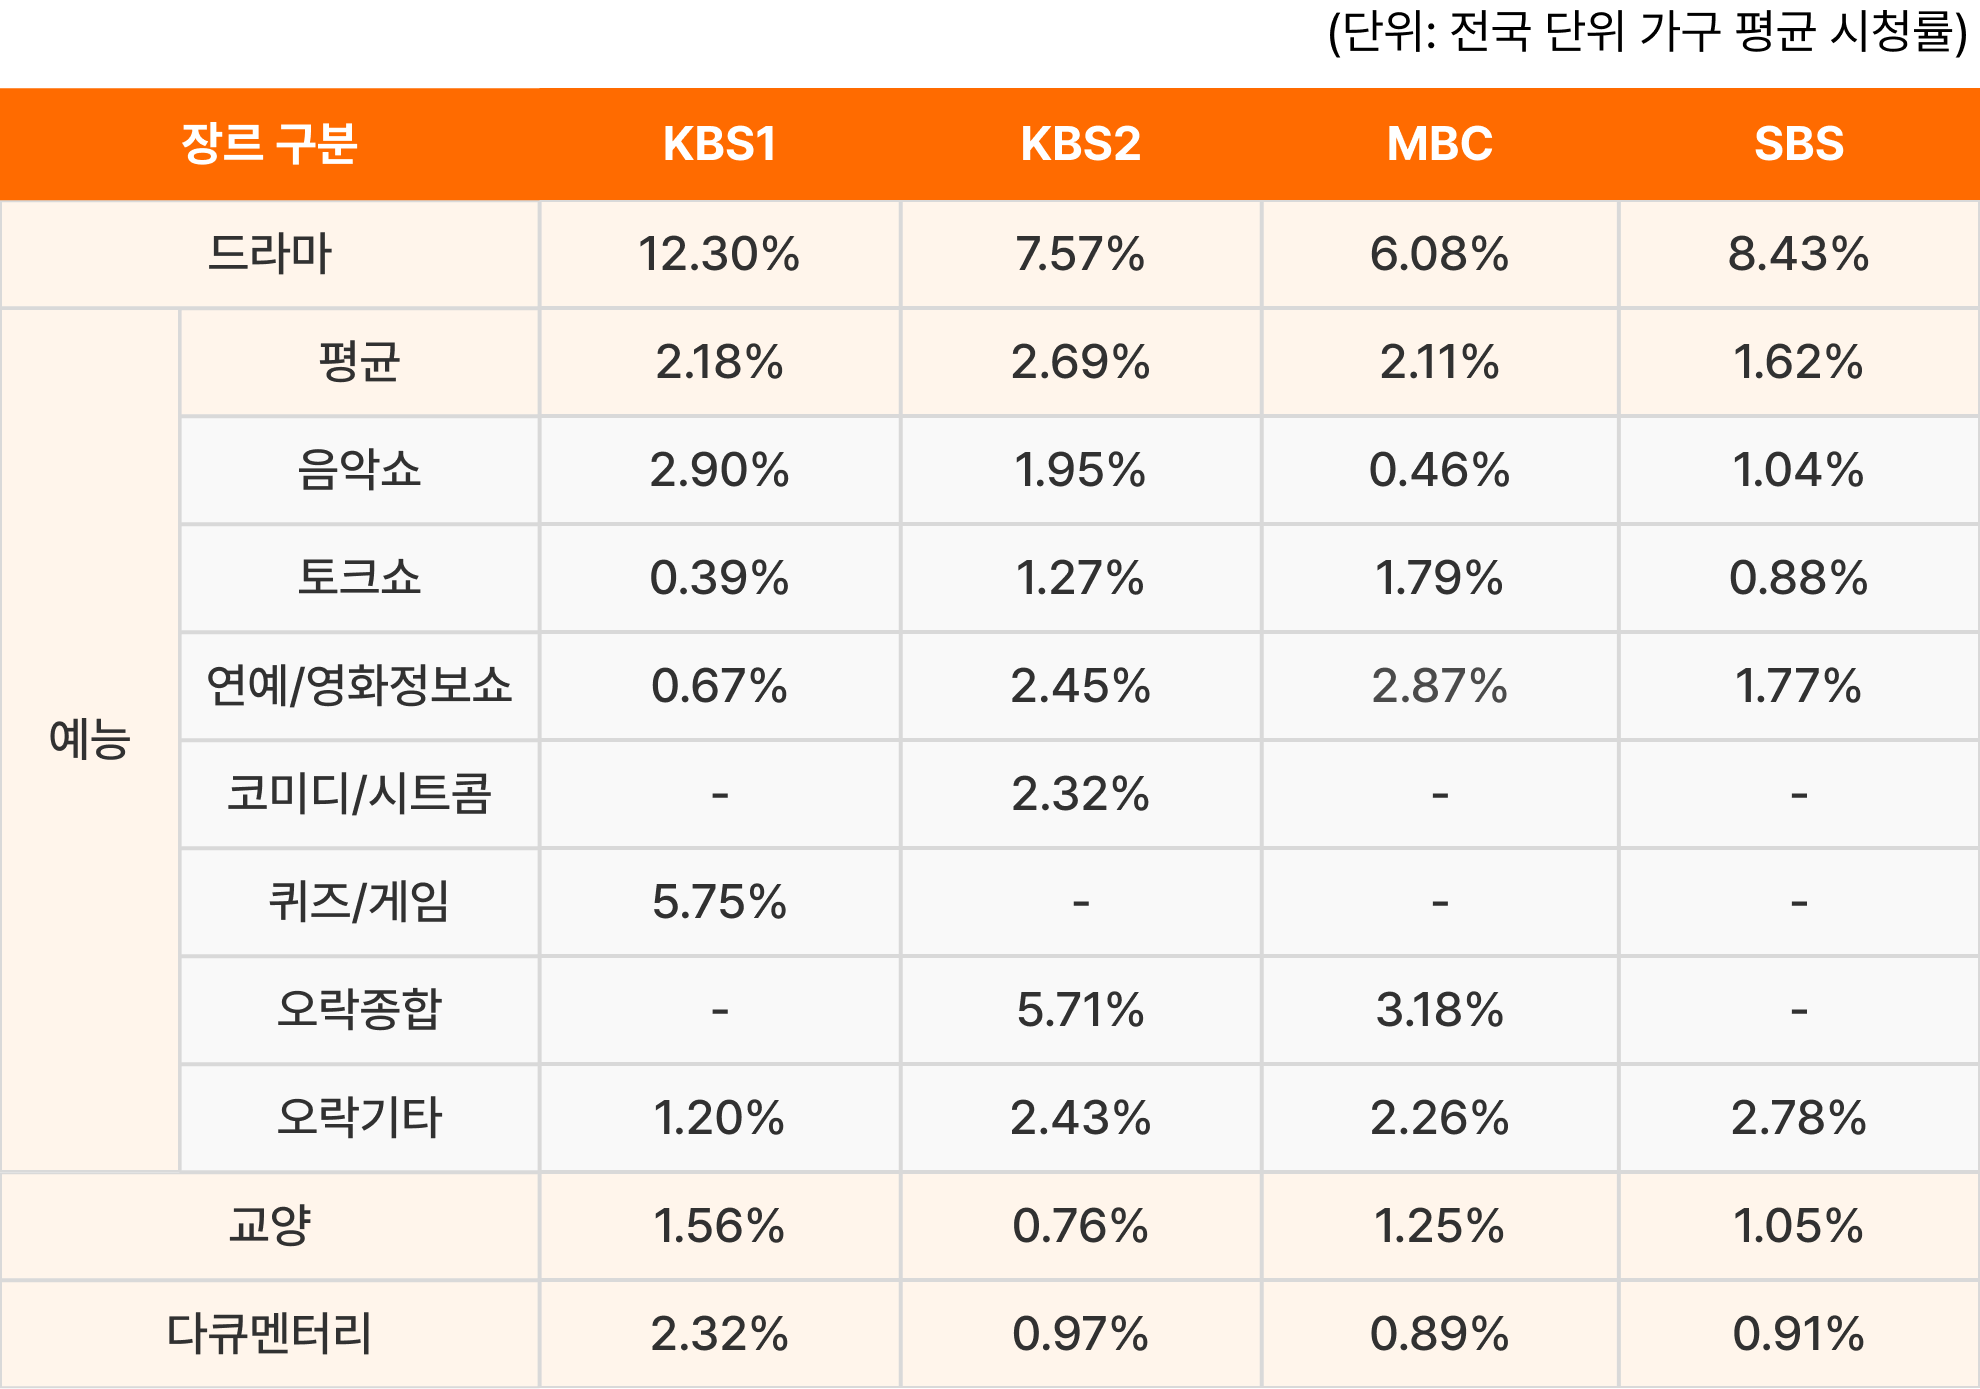 (단위: 전국 단위 가구 평균 시청률)
장르 구분 KBS1 KBS2 MBC SBS
드라마 12.30% 7.57% 6.08% 8.43%
예능
평균 2.18% 2.69% 2.11% 1.62%
음악쇼 2.90% 1.95% 0.46% 1.04%
토크쇼 0.39% 1.27% 1.79% 0.88%
연예/영화정보쇼 0.67% 2.45% 2.87% 1.77%
코미디/시트콤 - 2.32% - -
퀴즈/게임 5.75% - - -
오락종합 - 5.71% 3.18% -
오락기타 1.20% 2.43% 2.26% 2.78%
교양 1.56% 0.76% 1.25% 1.05%
다큐멘터리 2.32% 0.97% 0.89% 0.91%